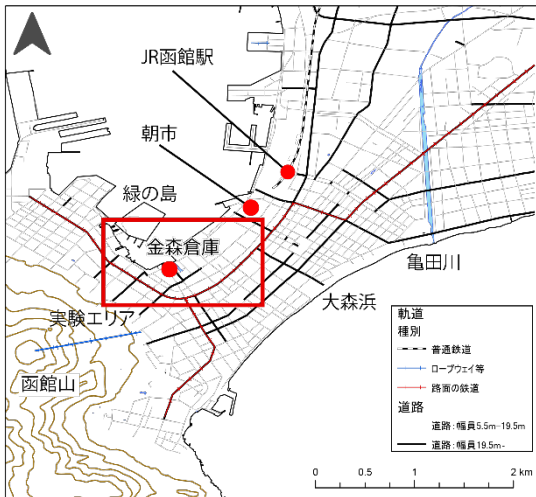 JR函館駅
朝市
緑の島
金森倉庫
亀田川
大森浜
実験エリア
函館山
軌道
種別
普通鉄道
ロープウェイ等
路面の鉄道
道路
道路:幅員5.5m-19.5m
道路:幅員19.5m-
0 0.5 1 2 km